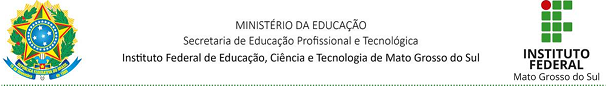 MINISTÉRIO DA EDUCAÇÃO
Secretaria de Educação Profissional e Tecnológica
Instituto Federal de Educação, Ciência e Tecnologia de Mato Grosso do Sul
INSTITUTO
FEDERAL
Mato Grosso do Sul